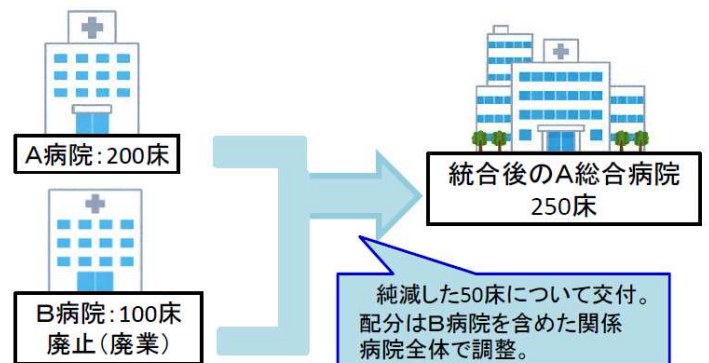 A病院:200床
B病院:100床
廃止(廃業)
統合後のA総合病院
250床
純減した50床について交付。
配分はB病院を含めた関係
病院全体で調整。